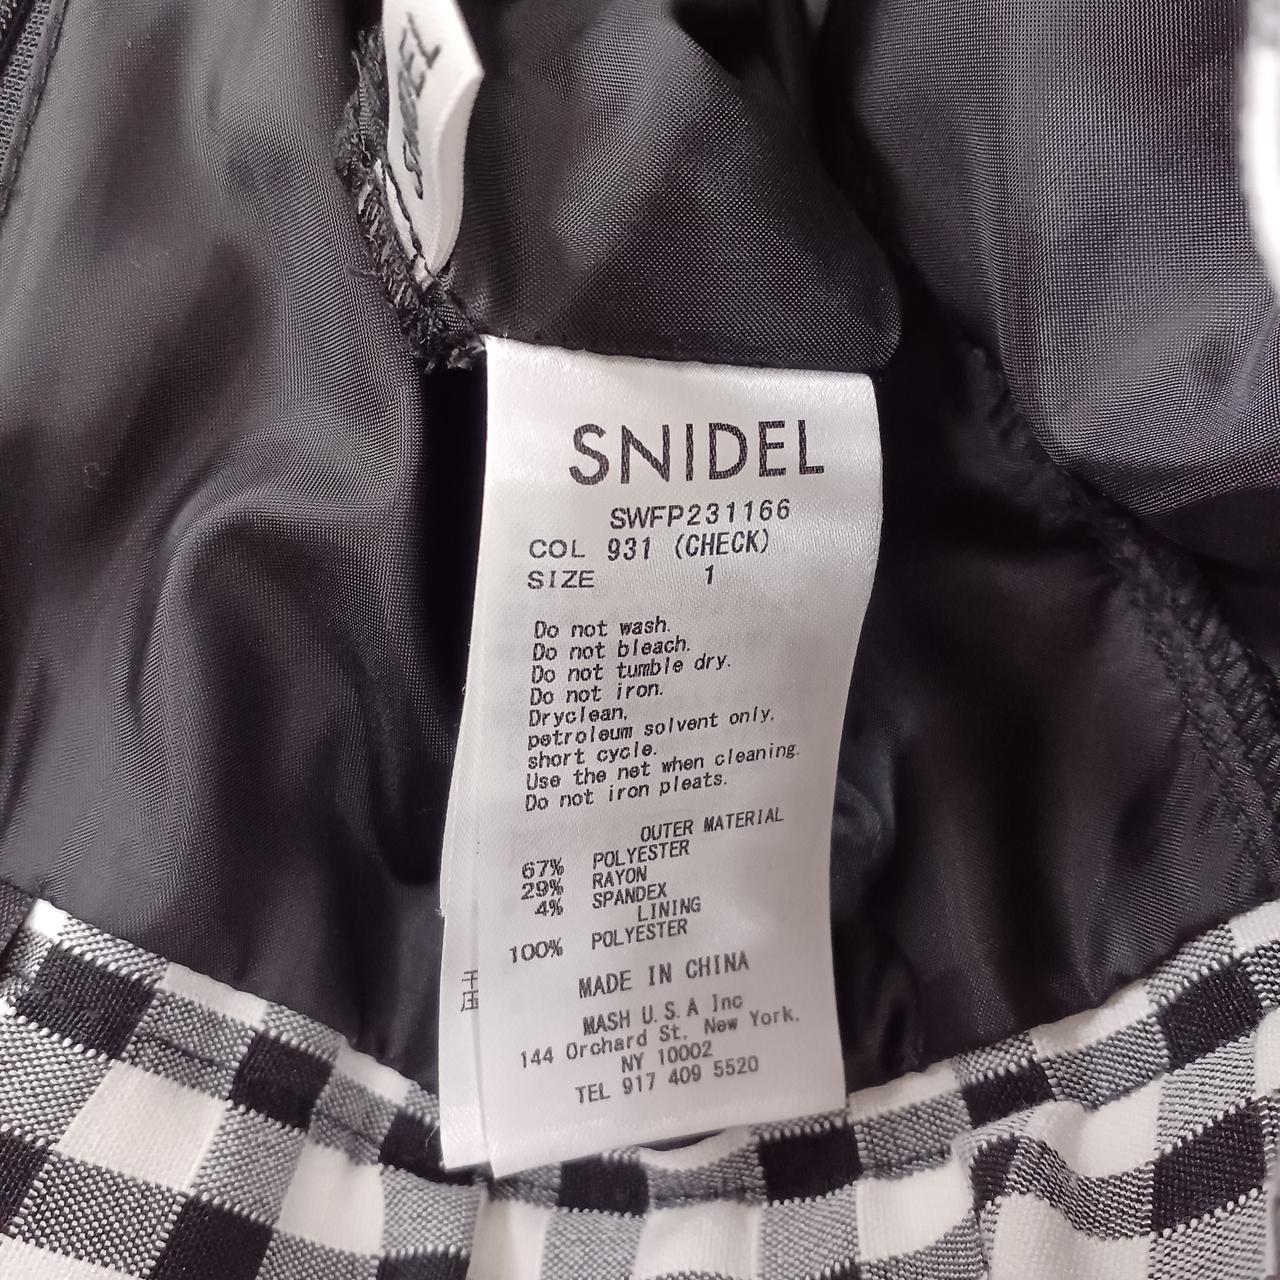 SNIDEL
SNIDEL
SWFP231166
COL 931 (CHECK)
SIZE 1
Do not wash.
Do not bleach.
Do not tumble dry.
Do not iron.
Dryclean,
petroleum solvent only,
short cycle.
Use the net when cleaning.
Do not iron pleats.
OUTER MATERIAL
67% POLYESTER
29% RAYON
4% SPANDEX
LINING
100% POLYESTER
MADE IN CHINA
MASH U.S.A Inc
144 Orchard St. New York.
NY 10002
TEL 917 409 5520